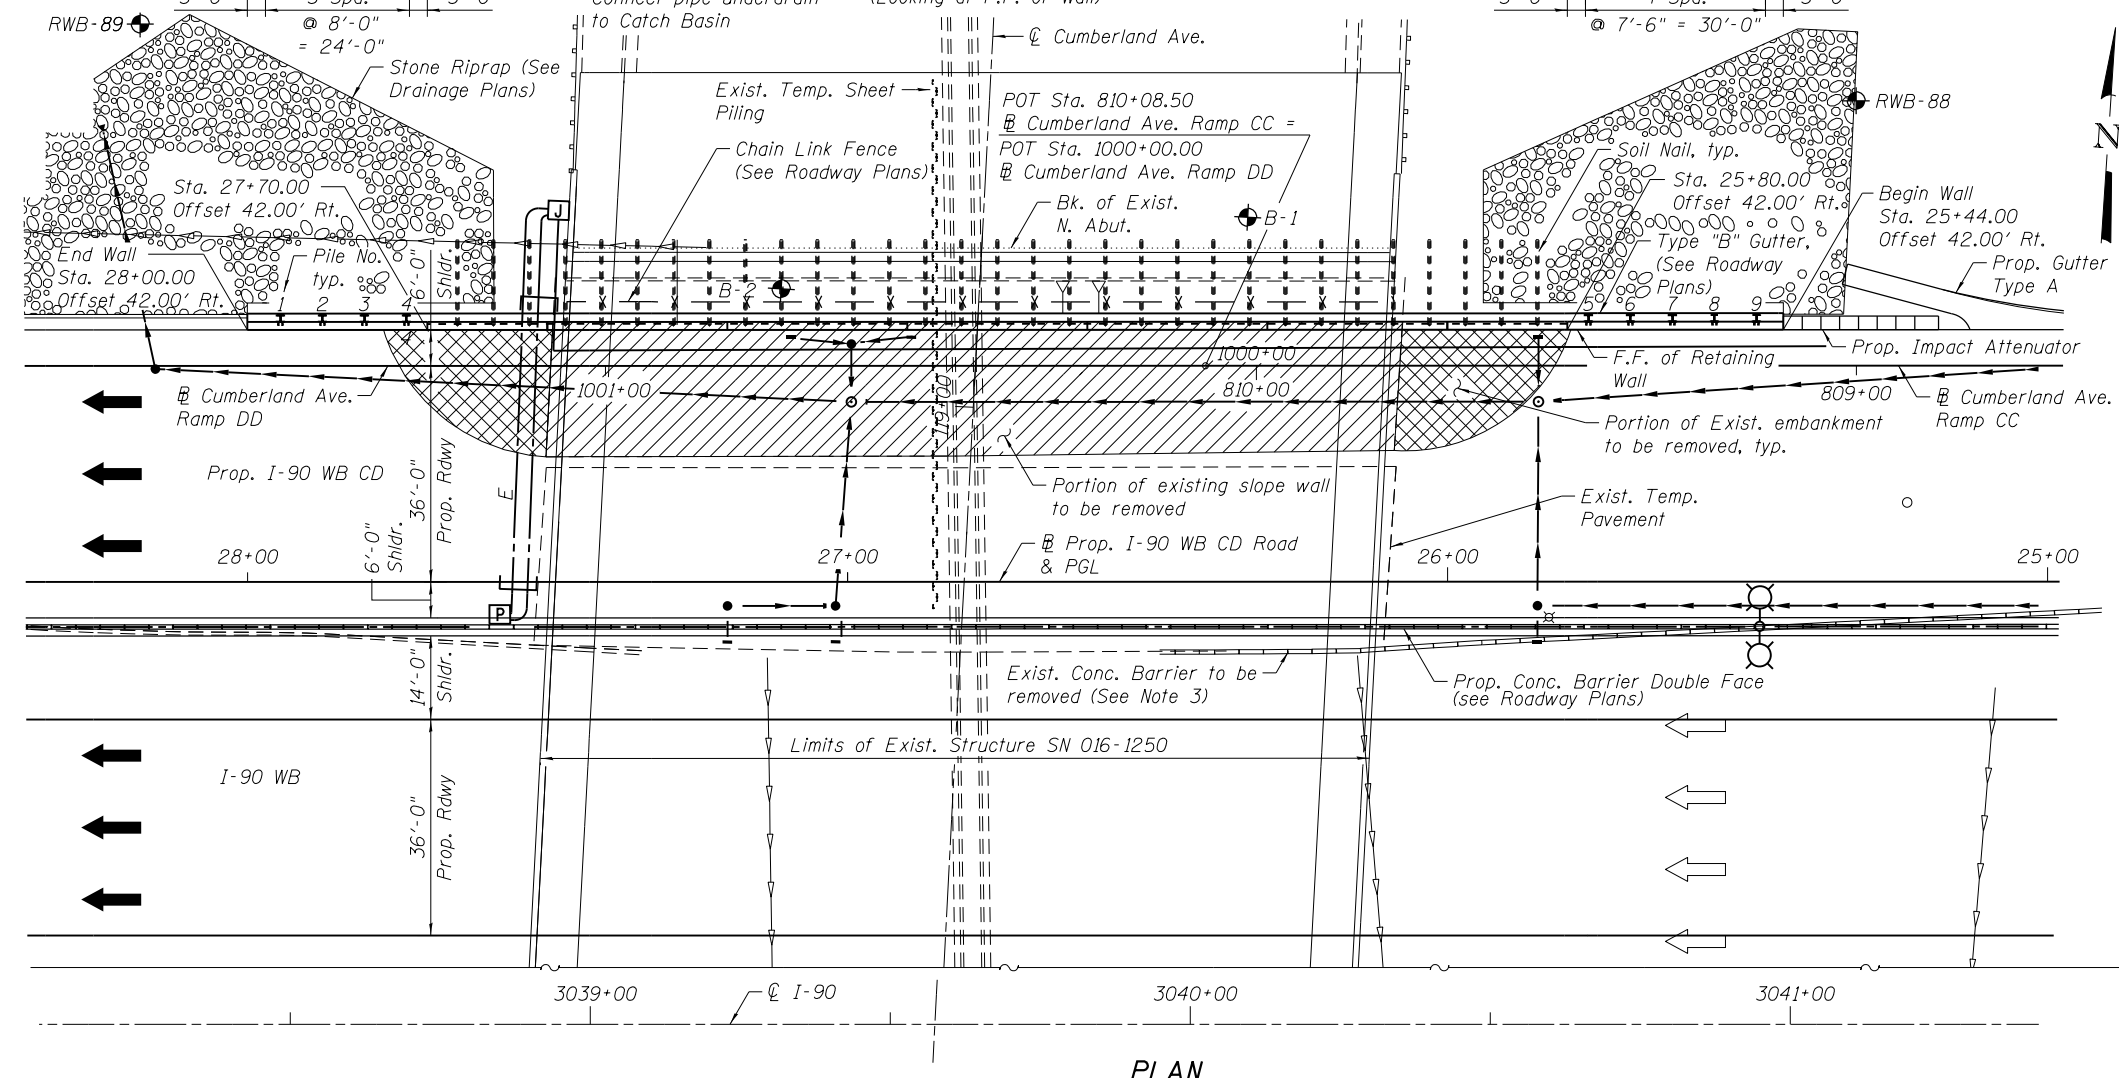 RWB-89
@ 8'-0"
= 24'-0"
to Catch Basin
℄ Cumberland Ave.
@ 7'-6" = 30'-0"
Stone Riprap (See
Drainage Plans)
Exist. Temp. Sheet
Piling
POT Sta. 810+08.50
℄ Cumberland Ave. Ramp CC =
POT Sta. 1000+00.00
℄ Cumberland Ave. Ramp DD
RWB-88
N
Chain Link Fence
(See Roadway Plans)
Soil Nail, typ.
Sta. 27+70.00
Offset 42.00' Rt.
Sta. 25+80.00
Offset 42.00' Rt.
Begin Wall
Sta. 25+44.00
Offset 42.00' Rt.
J
Bk. of Exist.
N. Abut.
B-1
Type "B" Gutter,
(See Roadway
Plans)
End Wall
Sta. 28+00.00
Offset 42.00' Rt.
Pile No.
typ.
6'-0"
Shldr.
B-2
Prop. Gutter
Type A
1 2 3 4
5 6 7 8 9
4
1000+00
F.F. of Retaining
Wall
Prop. Impact Attenuator
℄ Cumberland Ave.
Ramp DD
1001+00
119+00
810+00
809+00
℄ Cumberland Ave.
Ramp CC
Portion of Exist. embankment
to be removed, typ.
Prop. I-90 WB CD
36'-0"
Prop. Rdwy
E
Portion of existing slope wall
to be removed
Exist. Temp.
Pavement
6'-0"
Shldr.
28+00
27+00
℄ Prop. I-90 WB CD Road
& PGL
26+00
25+00
P
14'-0"
Shldr.
Exist. Conc. Barrier to be
removed (See Note 3)
Prop. Conc. Barrier Double Face
(see Roadway Plans)
Limits of Exist. Structure SN 016-1250
I-90 WB
36'-0"
Prop. Rdwy
3039+00
℄ I-90
3040+00
3041+00
PLAN